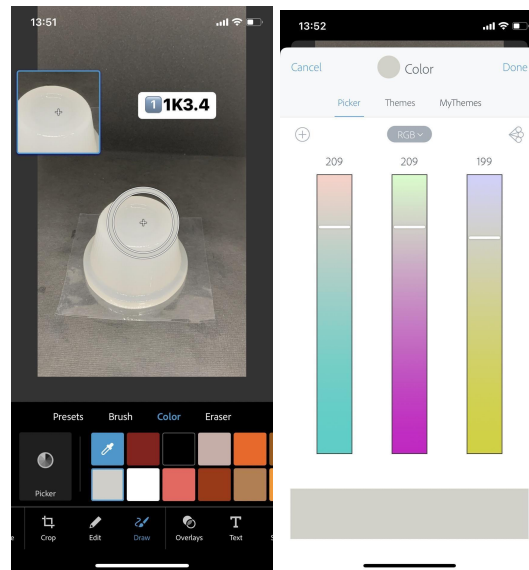 13:51
1 1K3.4
Presets Brush Color Eraser
Picker
Crop Edit Draw Overlays Text
13:52
Cancel Color Done
Picker Themes MyThemes
RGB
209 209 199